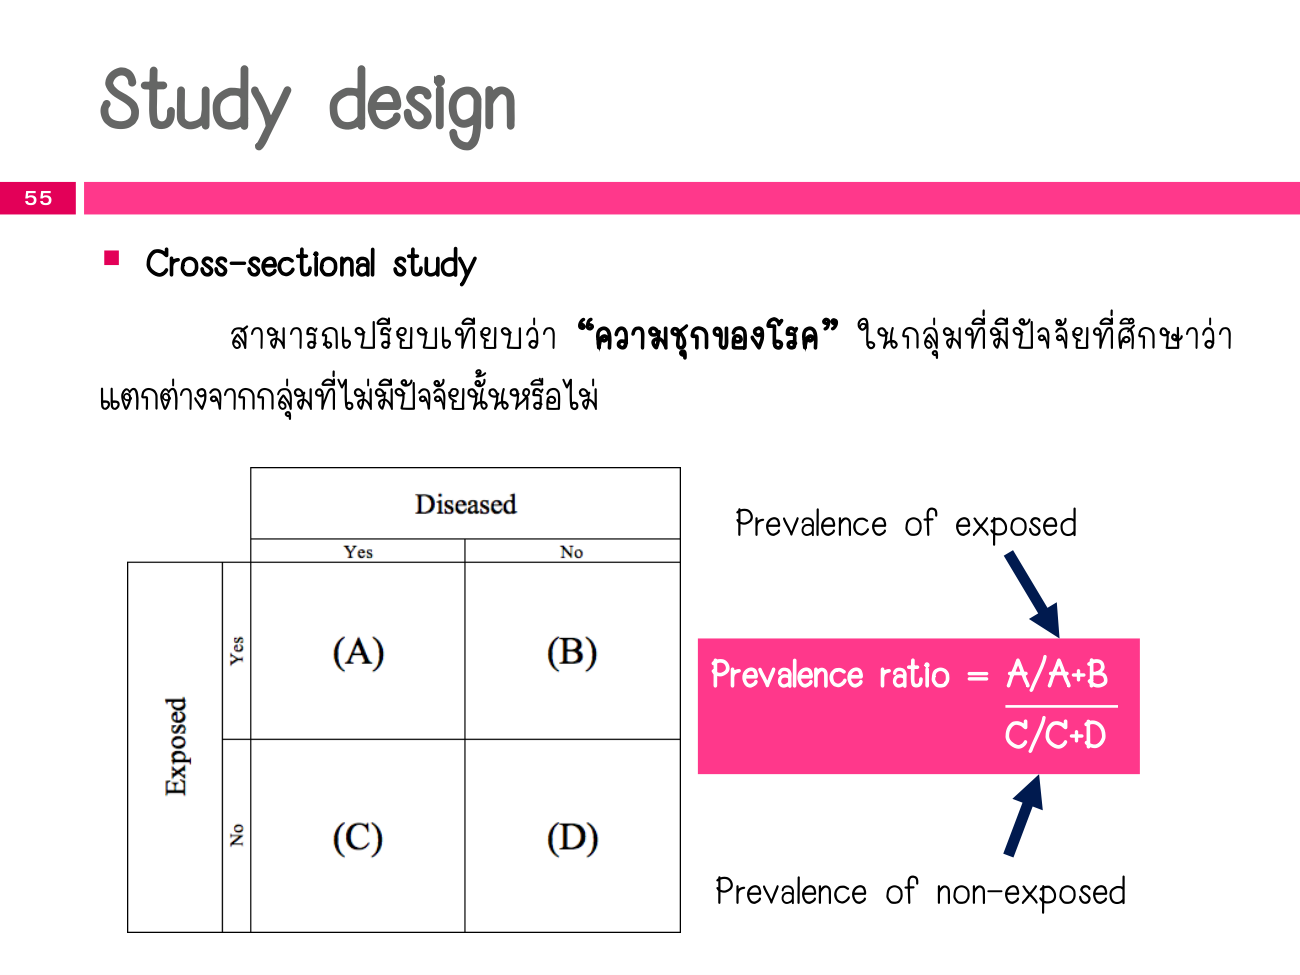 Study design
55
Cross-sectional study
สามารถเปรียบเทียบว่า “ความชุกของโรค” ในกลุ่มที่มีปัจจัยที่ศึกษาว่า
แตกต่างจากกลุ่มที่ไม่มีปัจจัยนั้นหรือไม่
Diseased
Yes No
Exposed
Yes (A) (B)
No (C) (D)
Prevalence of exposed
Prevalence ratio = A/A+B
C/C+D
Prevalence of non-exposed